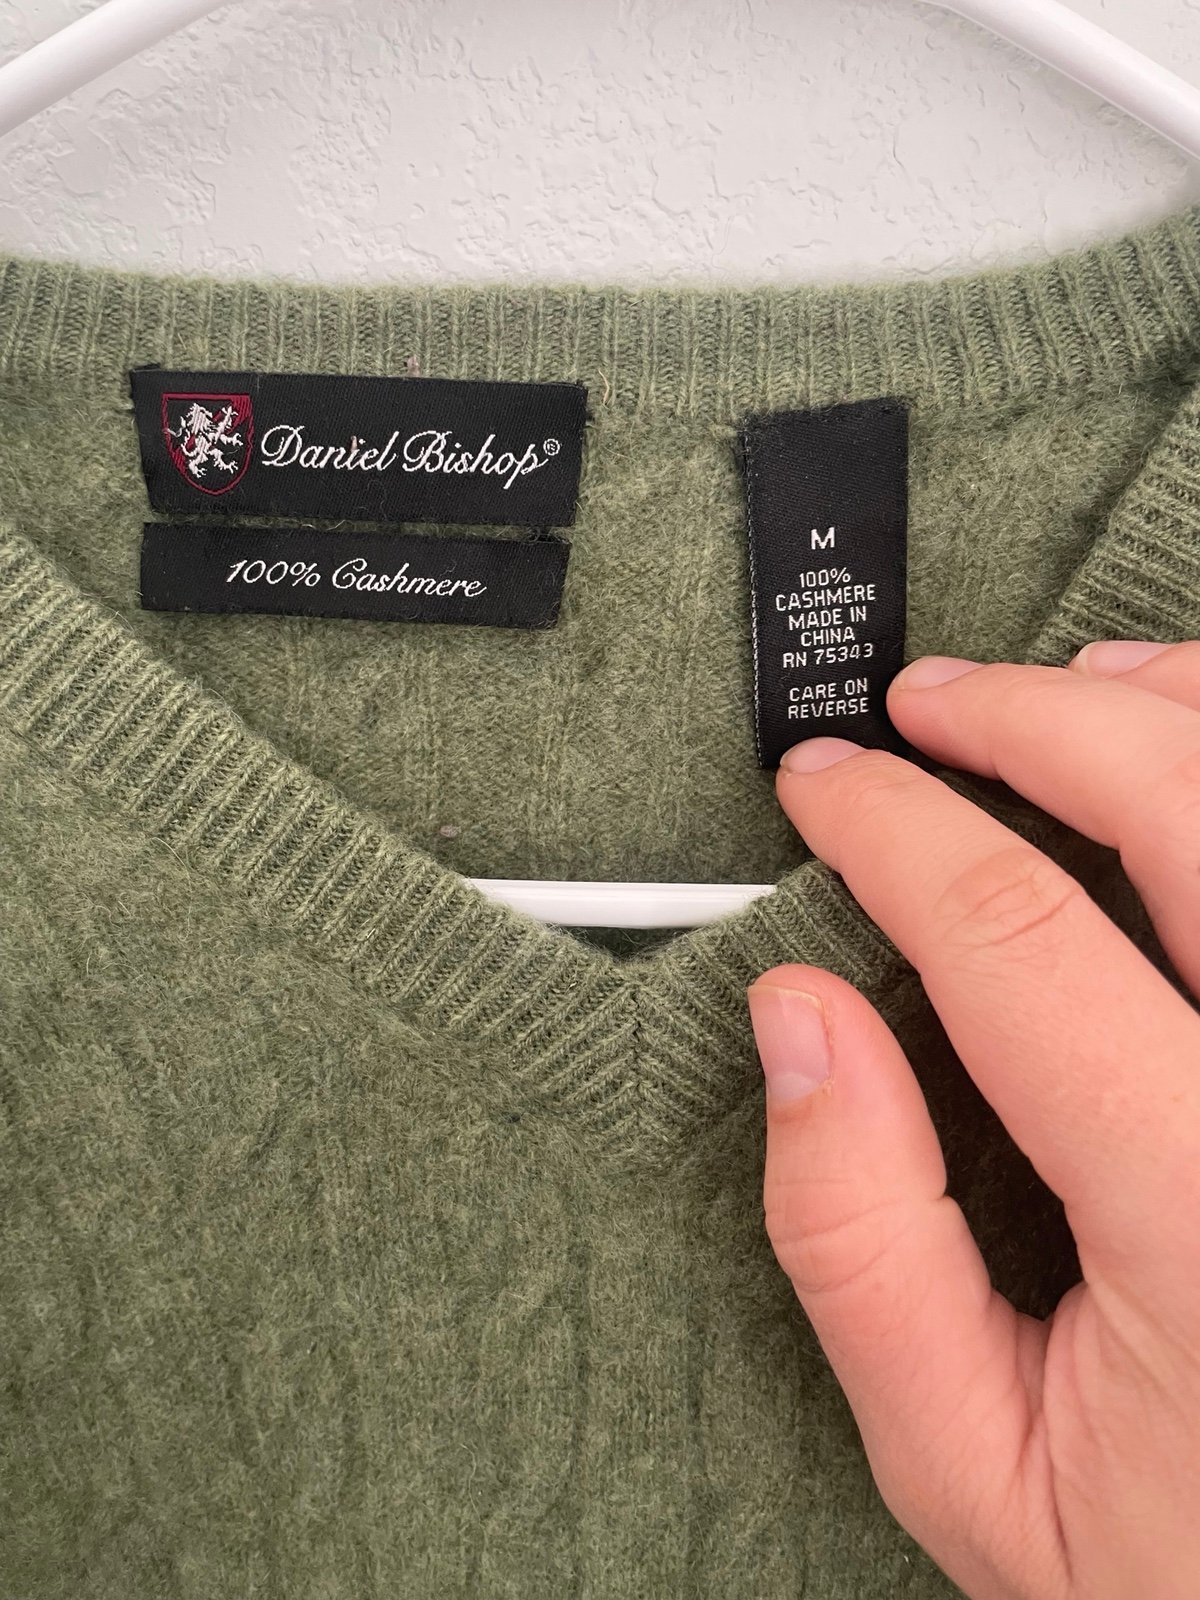 Daniel Bishop®
100% Cashmere
M
100%
CASHMERE
MADE IN
CHINA
RN 75343
CARE ON
REVERSE